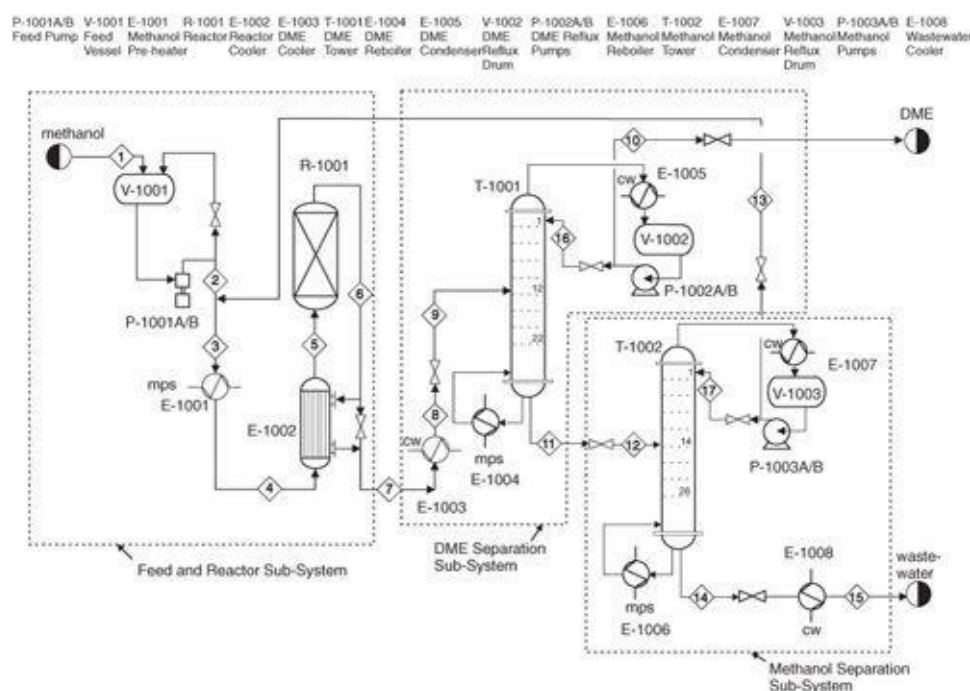 P-1001A/B V-1001 E-1001 R-1001 E-1002 E-1003 T-1001 E-1004 E-1005 V-1002 P-1002A/B E-1006 T-1002 E-1007 V-1003 P-1003A/B E-1008
Feed Pump Feed Methanol Reactor Reactor DME DME DME DME DME DME Reflux Methanol Methanol Methanol Methanol Methanol Wastewater
Vessel Pre-heater Cooler Cooler Tower Reboiler Condenser Reflux Pumps Reboiler Tower Condenser Reflux Pumps Cooler
Drum Drum
methanol
1
V-1001
R-1001
10
DME
T-1001
cw
E-1005
1
16
V-1002
13
2
6
P-1002A/B
P-1001A/B
9
12
3
5
22
T-1002
cw
E-1007
mps
E-1001
1
17
V-1003
E-1002
8
cw
11
12
14
P-1003A/B
mps
E-1004
4
7
E-1003
26
DME Separation
Sub-System
Feed and Reactor Sub-System
E-1008
waste-
water
mps
E-1006
14
15
cw
Methanol Separation
Sub-System